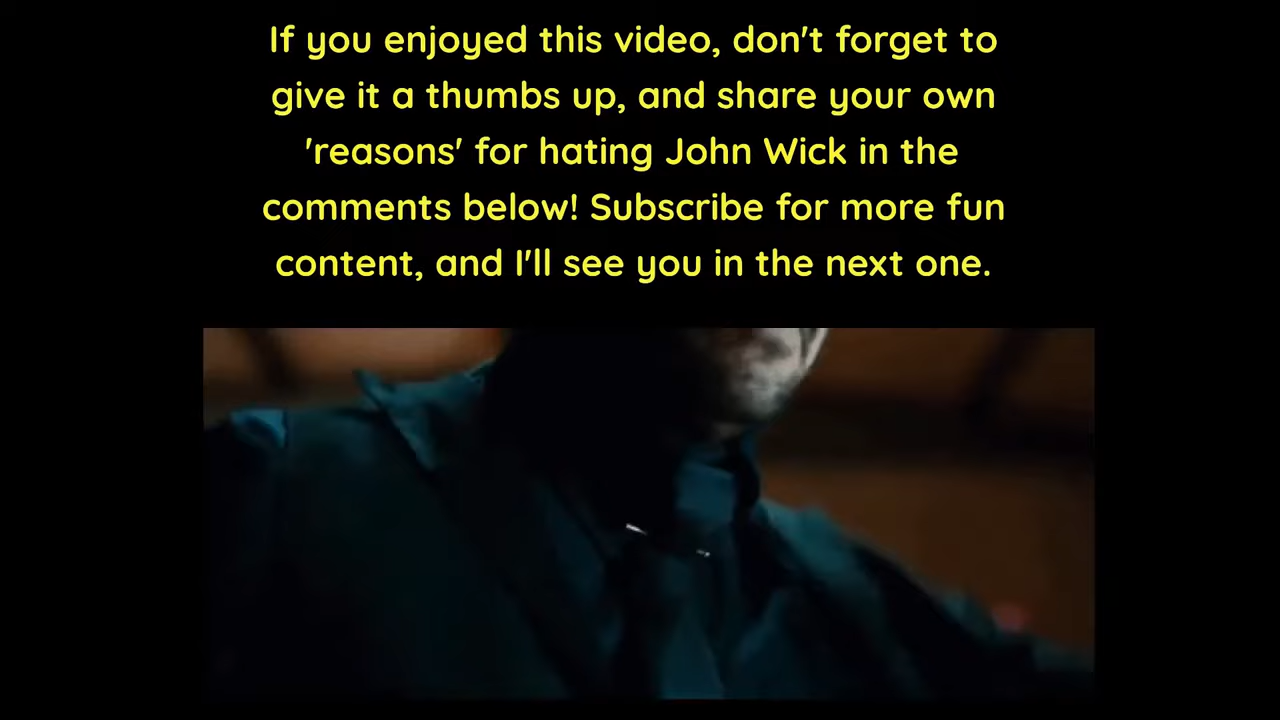 If you enjoyed this video, don't forget to
give it a thumbs up, and share your own
'reasons' for hating John Wick in the
comments below! Subscribe for more fun
content, and I'll see you in the next one.